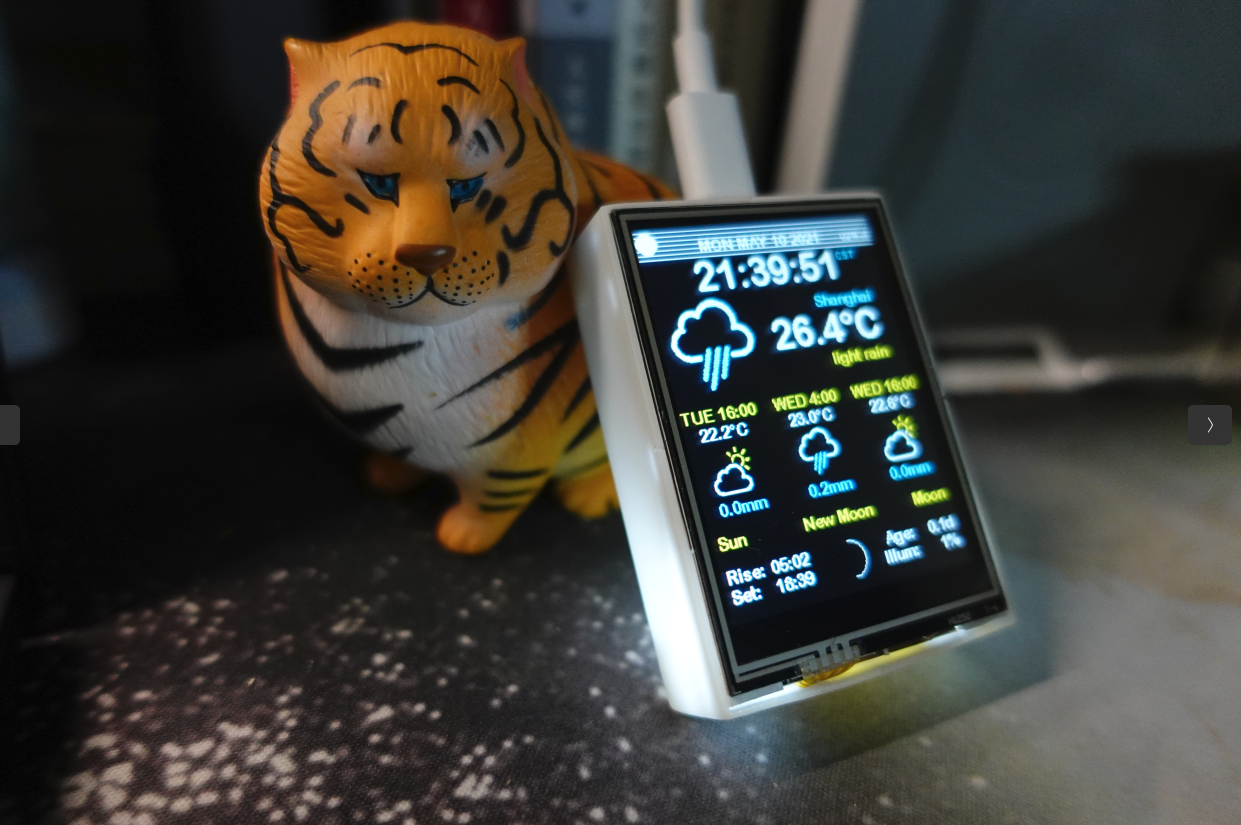 MON MAY 10 2021
21:39:51 CST
Shanghai
26.4°C
light rain
TUE 16:00 WED 4:00 WED 16:00
22.2°C 23.0°C 22.6°C
0.0mm 0.2mm 0.0mm
Sun New Moon Moon
Rise: 05:02 Age: 0.1d
Set: 18:39 Illum: 1%